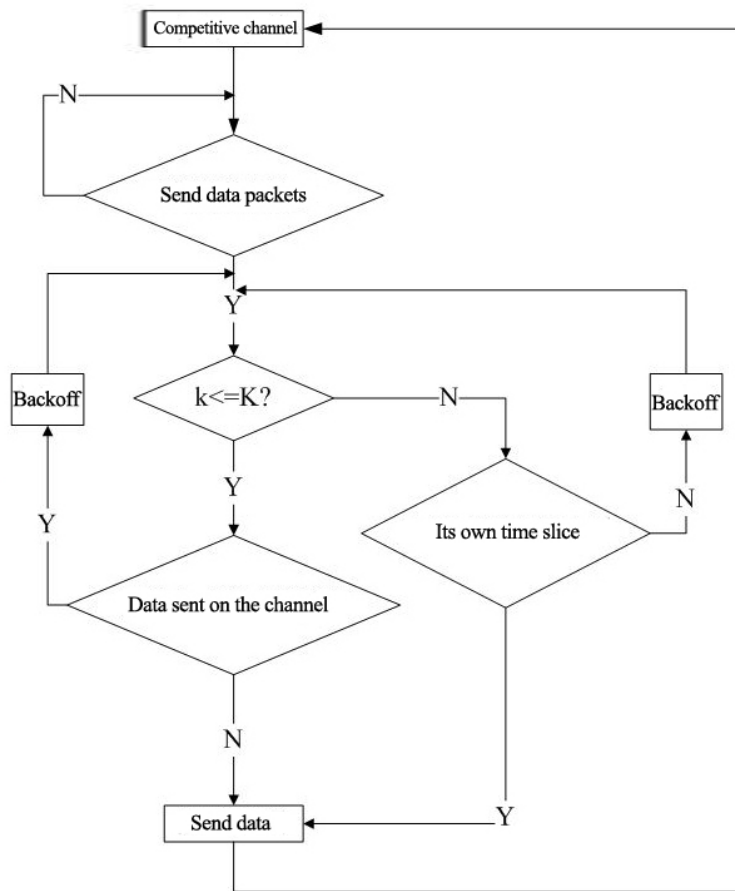 Competitive channel
N
Send data packets
Y
Backoff
k<=K?
N
Backoff
Y
Y
N
Its own time slice
Data sent on the channel
N
Y
Send data